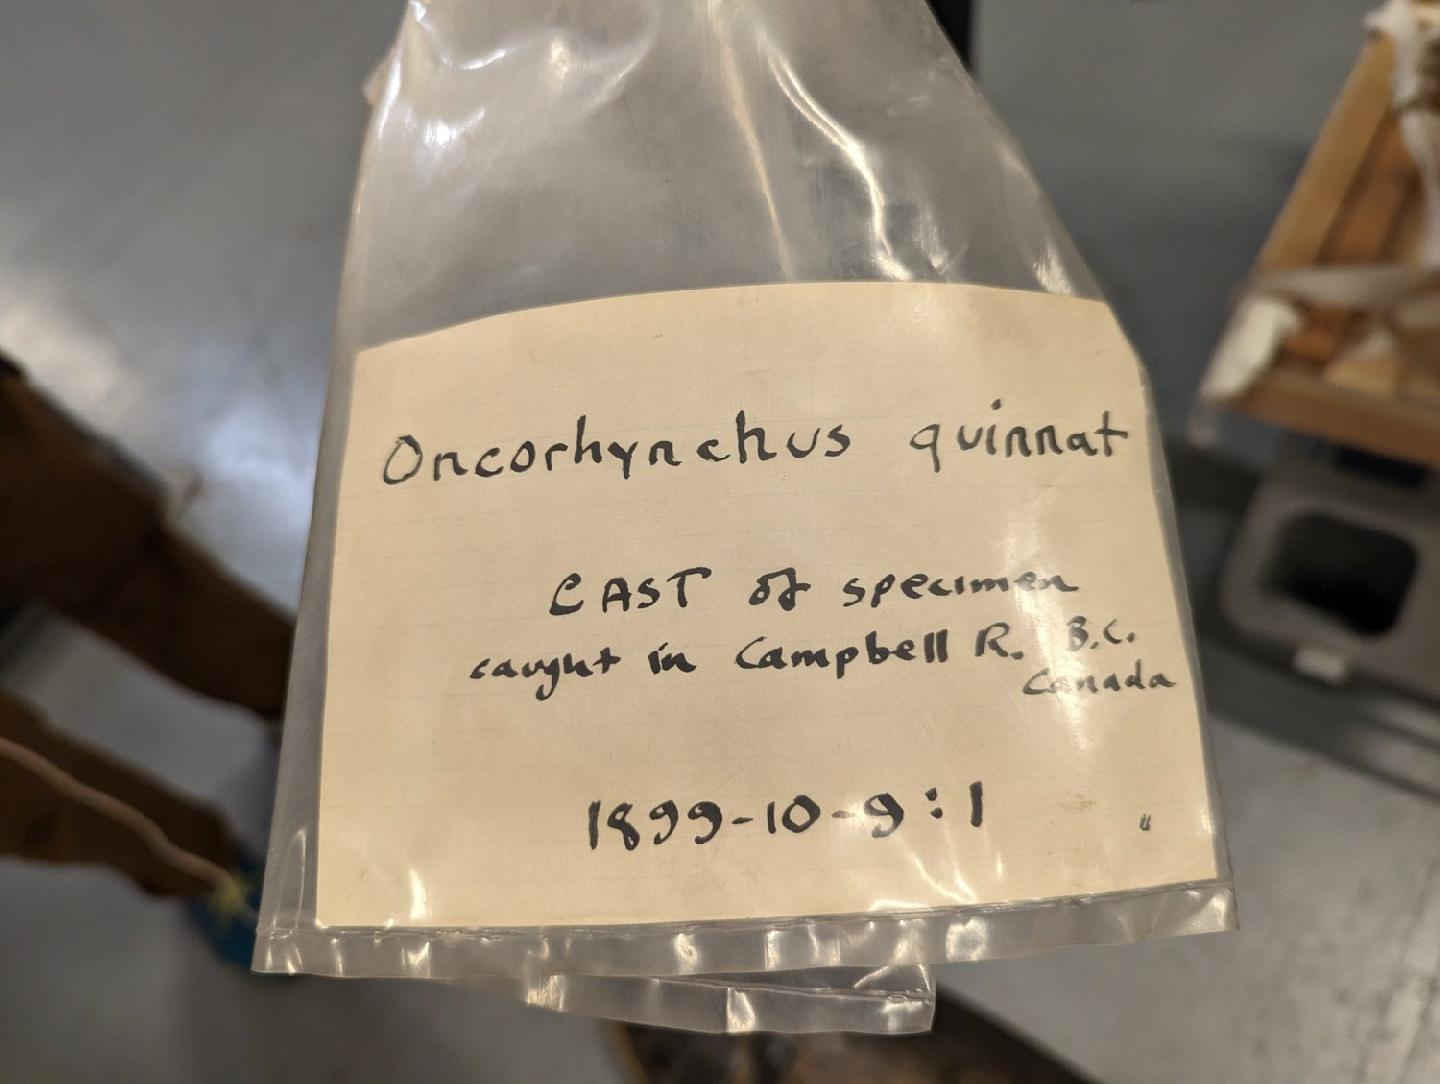 Oncorhynchus quinnat
CAST of specimen
caught in Campbell R. B.C.
Canada
1899-10-9:1
"